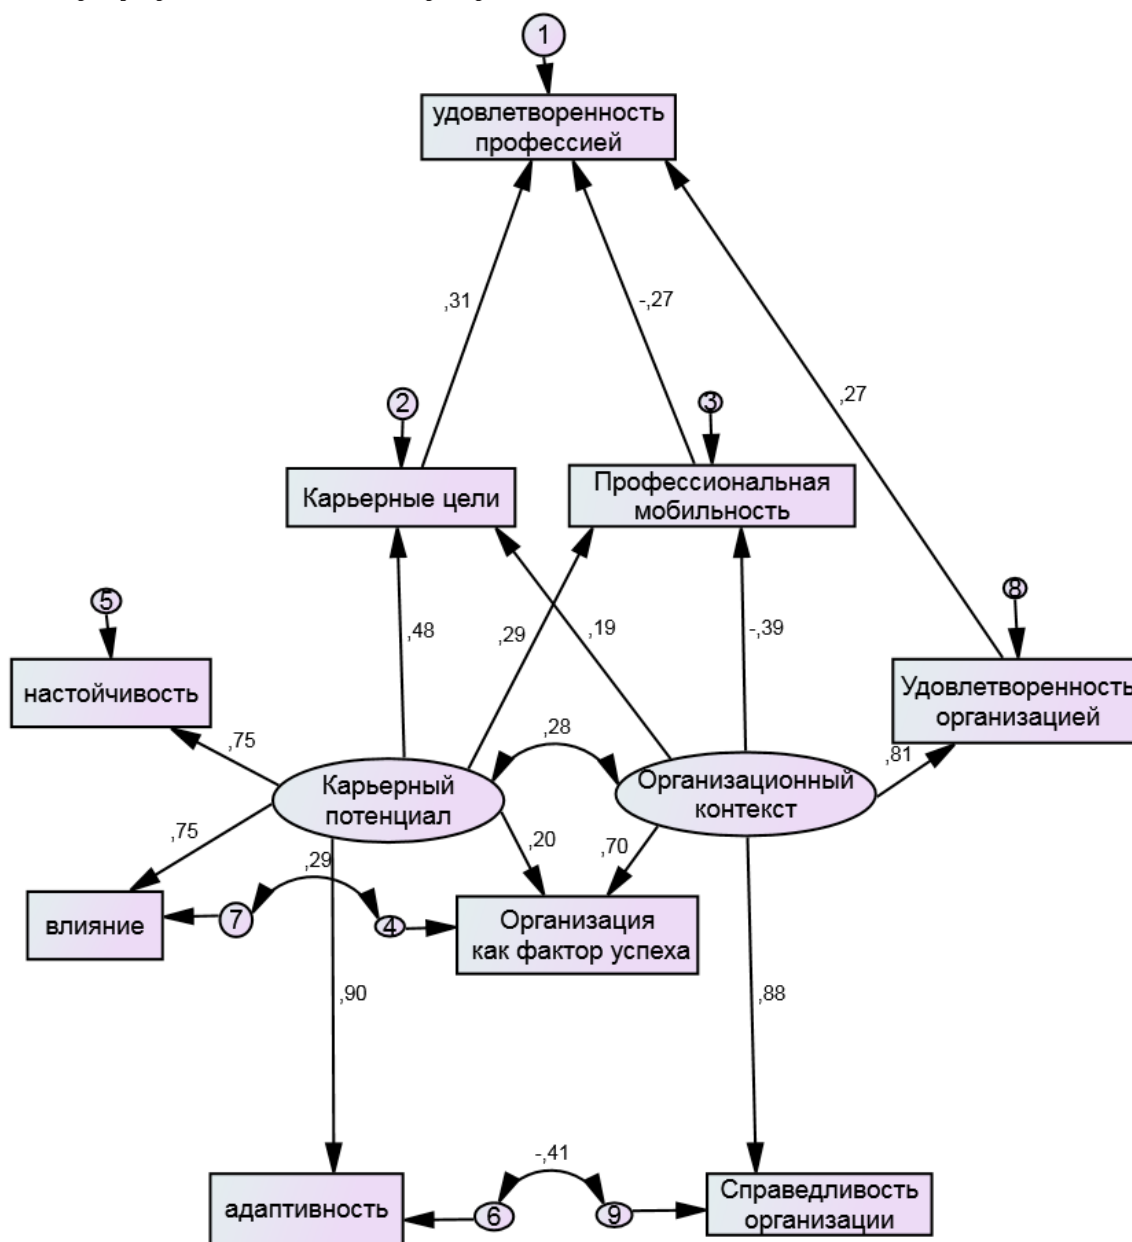 1
удовлетворенность
профессией
,31
-,27
,27
2
3
Карьерные цели
Профессиональная
мобильность
5
8
,48
,29
,19
-,39
настойчивость
Удовлетворенность
организацией
,75
,28
,81
Карьерный
потенциал
Организационный
контекст
,75
,29
,20
,70
влияние
7
4
Организация
как фактор успеха
,90
,88
-,41
адаптивность
6
9
Справедливость
организации